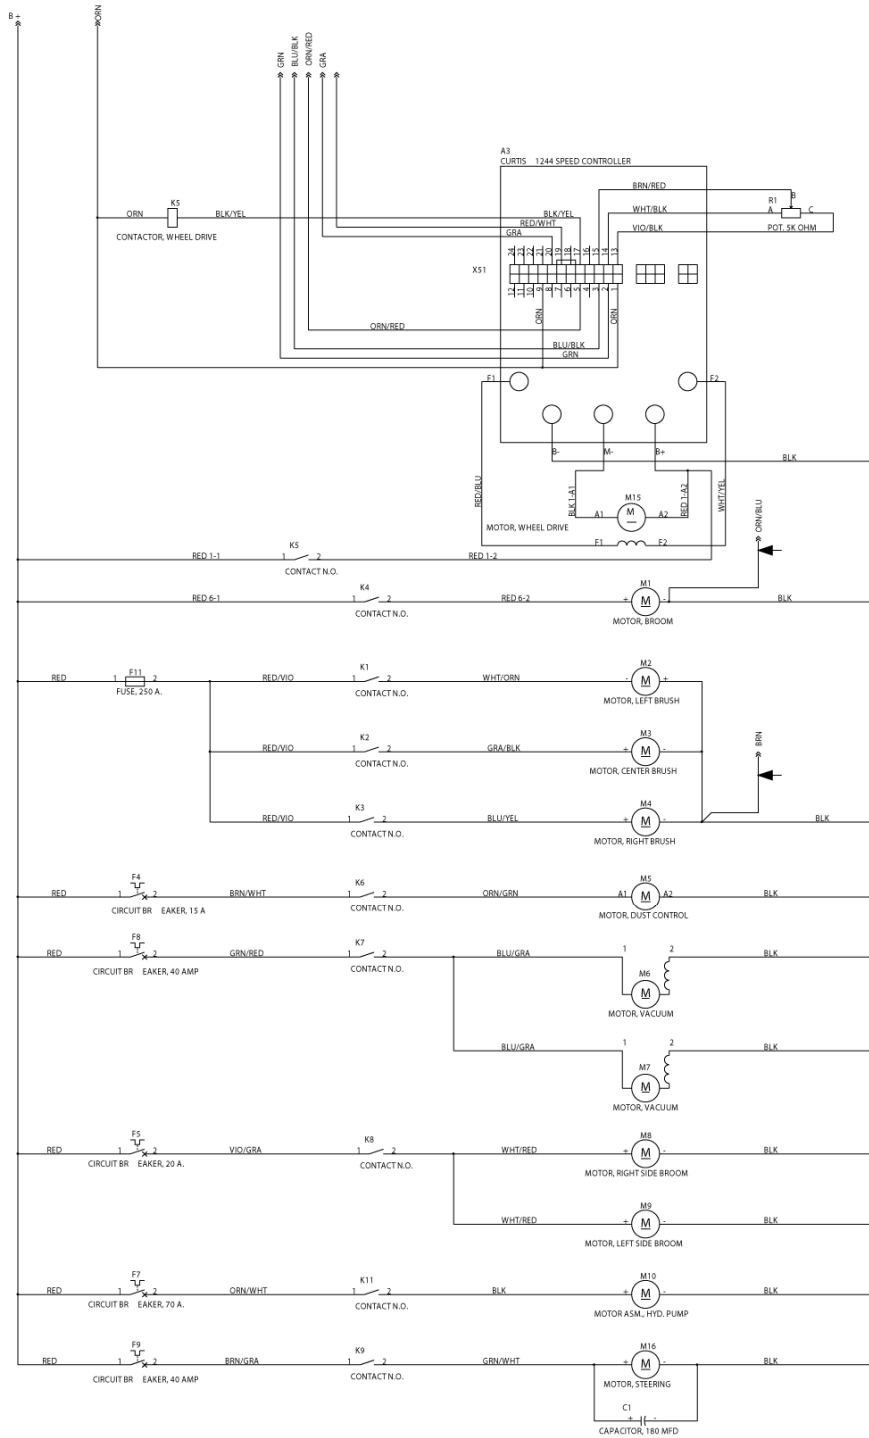 B +
ORN
GRN
BLU/BLK
ORN/RED
GRA
A3
CURTIS 1244 SPEED CONTROLLER
BRN/RED
B
K5
R1
ORN
BLK/YEL
BLK/YEL
WHT/BLK
A
C
RED/WHT
CONTACTOR, WHEEL DRIVE
GRA
VIO/BLK
POT. 5K OHM
24 23 22 21 20 19 18 17 16 15 14 13
X51
12 11 10 9 8 7 6 5 4 3 2 1
ORN
ORN
ORN/RED
BLU/BLK
GRN
F1
F2
B-
M-
B+
BLK
RED/BLU
BLK 1-A1
RED 1-A2
WHT/YEL
M15
M
A1
A2
ORN/BLU
MOTOR, WHEEL DRIVE
F1
F2
K5
RED 1-1
1
2
RED 1-2
CONTACT N.O.
K4
M1
RED 6-1
1
2
RED 6-2
+
M
-
BLK
CONTACT N.O.
MOTOR, BROOM
F11
K1
M2
RED
1
2
RED/VIO
1
2
WHT/ORN
-
M
+
FUSE, 250 A.
CONTACT N.O.
MOTOR, LEFT BRUSH
K2
M3
BRN
RED/VIO
1
2
GRA/BLK
+
M
-
CONTACT N.O.
MOTOR, CENTER BRUSH
K3
M4
RED/VIO
1
2
BLU/YEL
+
M
-
BLK
CONTACT N.O.
MOTOR, RIGHT BRUSH
F4
K6
M5
RED
1
2
BRN/WHT
1
2
ORN/GRN
A1
M
A2
BLK
CIRCUIT BR EAKER, 15 A
CONTACT N.O.
MOTOR, DUST CONTROL
F8
K7
RED
1
2
GRN/RED
1
2
BLU/GRA
1
2
BLK
CIRCUIT BR EAKER, 40 AMP
CONTACT N.O.
M6
M
MOTOR, VACUUM
BLU/GRA
1
2
BLK
M7
M
MOTOR, VACUUM
F5
K8
M8
RED
1
2
VIO/GRA
1
2
WHT/RED
+
M
-
BLK
CIRCUIT BR EAKER, 20 A.
CONTACT N.O.
MOTOR, RIGHT SIDE BROOM
M9
WHT/RED
+
M
-
BLK
MOTOR, LEFT SIDE BROOM
F7
K11
M10
RED
1
2
ORN/WHT
1
2
BLK
+
M
-
BLK
CIRCUIT BR EAKER, 70 A.
CONTACT N.O.
MOTOR ASM., HYD. PUMP
F9
K9
M16
RED
1
2
BRN/GRA
1
2
GRN/WHT
+
M
-
BLK
CIRCUIT BR EAKER, 40 AMP
CONTACT N.O.
MOTOR, STEERING
C1
+
-
CAPACITOR, 180 MFD